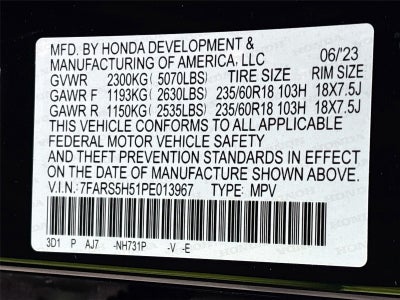 MFD. BY HONDA DEVELOPMENT &
MANUFACTURING OF AMERICA, LLC 06/23
GVWR 2300KG(5070LBS) TIRE SIZE RIM SIZE
GAWR F 1193KG(2630LBS) 235/60R18 103H 18X7.5J
GAWR R 1150KG(2535LBS) 235/60R18 103H 18X7.5J
THIS VEHICLE CONFORMS TO ALL APPLICABLE
FEDERAL MOTOR VEHICLE SAFETY
STANDARDS IN EFFECT
ON THE DATE OF MANUFACTURE SHOWN ABOVE.
V.I.N.: 7FARS5H51PE013967 TYPE: MPV
3D1 P AJ7 -NH731P -V -E